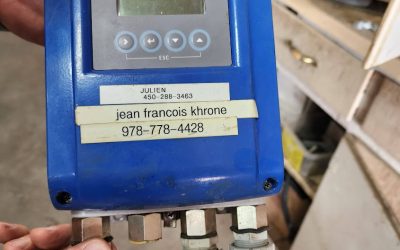 ESC
JULIEN
450-288-3463
jean francois khrone
978-778-4428